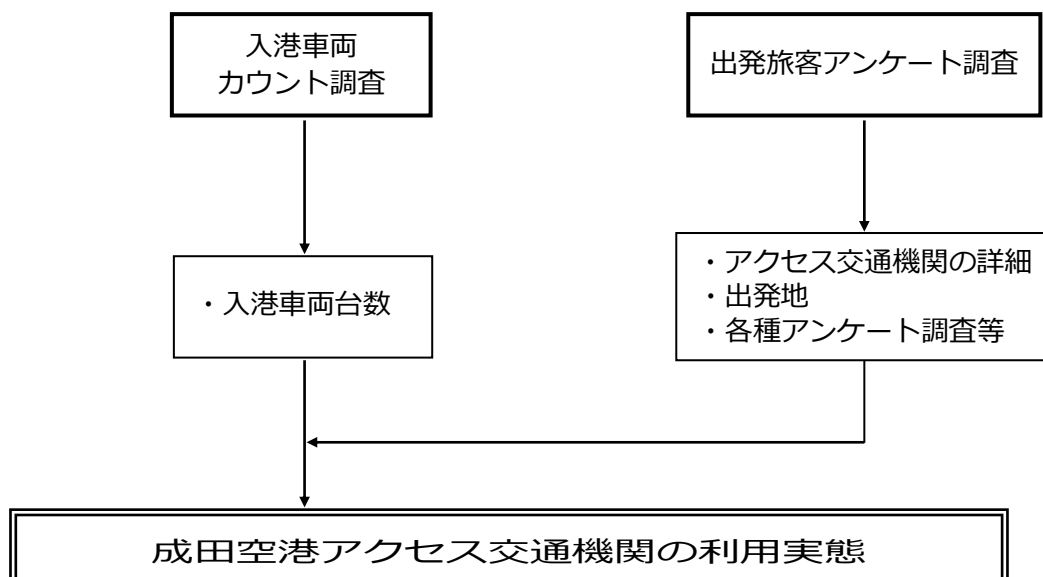 入港車両
カウント調査
出発旅客アンケート調査
・入港車両台数
・アクセス交通機関の詳細
・出発地
・各種アンケート調査等
成田空港アクセス交通機関の利用実態